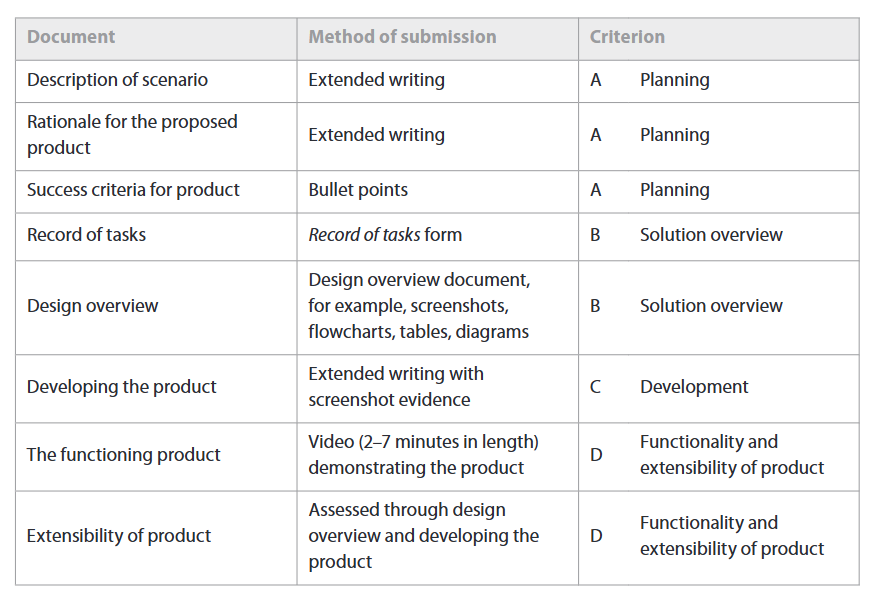 Document Method of submission Criterion
Description of scenario Extended writing A Planning
Rationale for the proposed
product
Extended writing A Planning
Success criteria for product Bullet points A Planning
Record of tasks Record of tasks form B Solution overview
Design overview
Design overview document,
for example, screenshots,
flowcharts, tables, diagrams
B Solution overview
Developing the product
Extended writing with
screenshot evidence
C Development
The functioning product
Video (2–7 minutes in length)
demonstrating the product
D
Functionality and
extensibility of product
Extensibility of product
Assessed through design
overview and developing the
product
D
Functionality and
extensibility of product